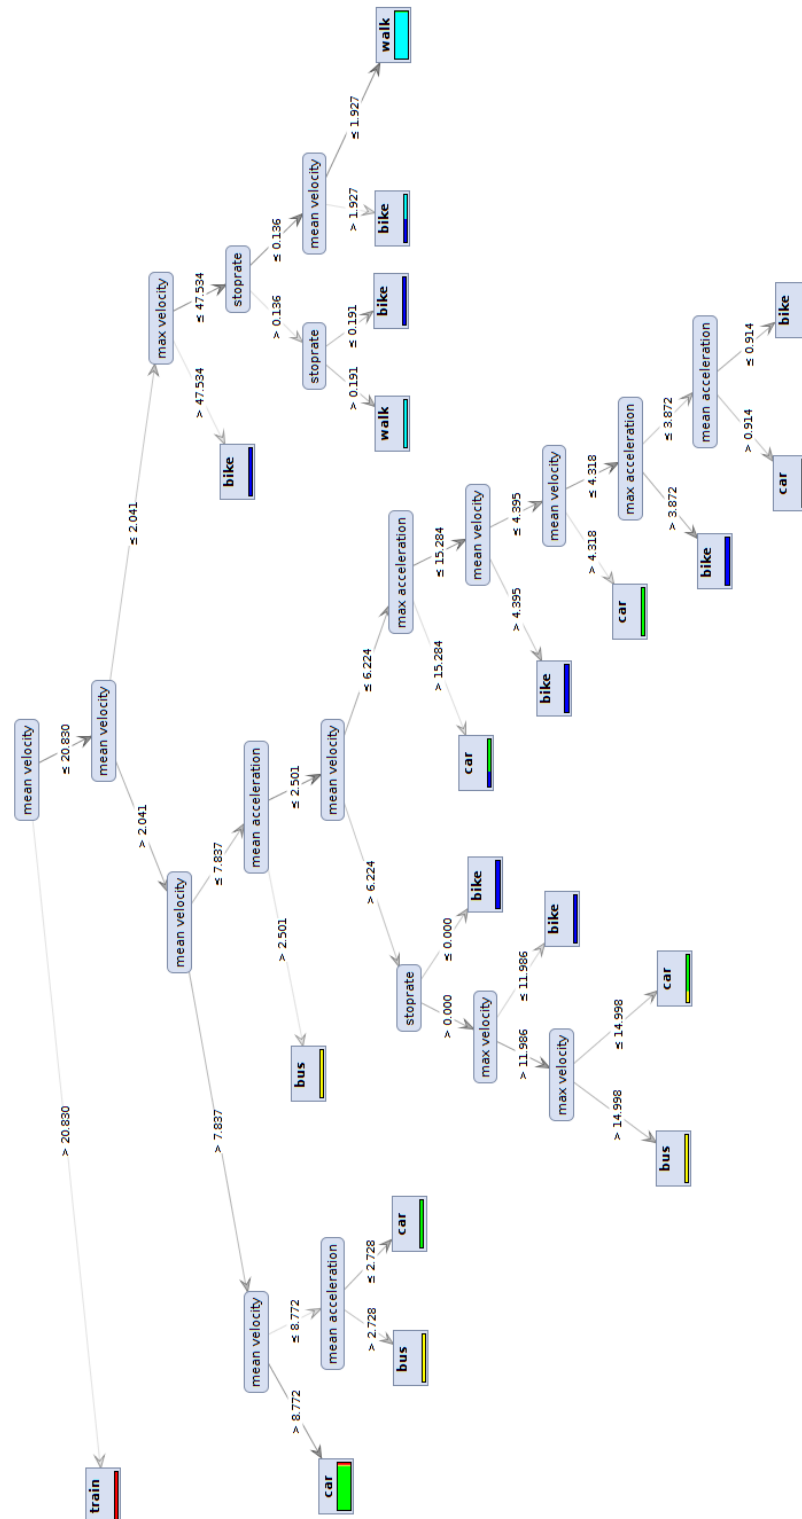 mean velocity
> 20.830
≤ 20.830
train
mean velocity
> 2.041
≤ 2.041
mean velocity
max velocity
> 7.837
≤ 7.837
> 47.534
≤ 47.534
mean velocity
mean acceleration
bike
stoprate
> 8.772
≤ 8.772
> 2.501
≤ 2.501
> 0.136
≤ 0.136
car
mean acceleration
bus
mean velocity
stoprate
mean velocity
> 2.728
≤ 2.728
> 6.224
≤ 6.224
> 0.191
≤ 0.191
> 1.927
≤ 1.927
bus
car
stoprate
max acceleration
walk
bike
bike
walk
> 0.000
≤ 0.000
> 15.284
≤ 15.284
max velocity
bike
car
mean velocity
> 11.986
≤ 11.986
> 4.395
≤ 4.395
max velocity
bike
bike
mean velocity
> 14.998
≤ 14.998
> 4.318
≤ 4.318
bus
car
car
max acceleration
> 3.872
≤ 3.872
bike
mean acceleration
> 0.914
≤ 0.914
car
bike